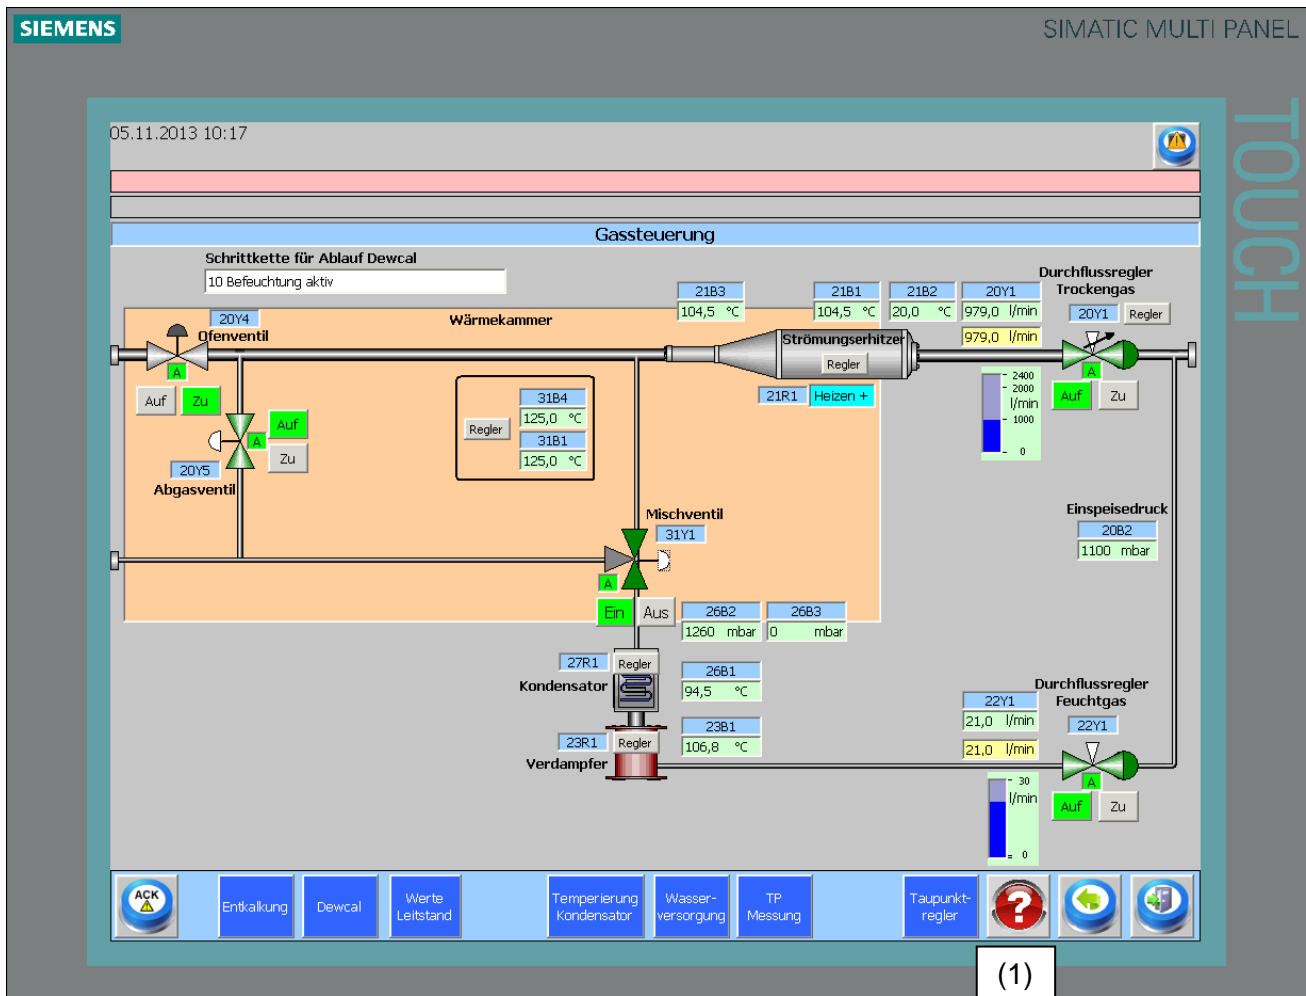 SIEMENS
SIMATIC MULTI PANEL
TOUCH
05.11.2013 10:17
Gassteuerung
Schrittkette für Ablauf Dewcal
10 Befeuchtung aktiv
Durchflussregler
Trockengas
21B3
104,5 °C
21B1
104,5 °C
21B2
20,0 °C
20Y1
979,0 l/min
979,0 l/min
20Y1
Regler
20Y4
Ofenventil
Wärmekammer
Strömungserhitzer
Regler
A
Auf
Zu
21R1
Heizen +
2400
2000
l/min
1000
0
A
Auf
Zu
31B4
125,0 °C
Regler
31B1
125,0 °C
A
Auf
Zu
20Y5
Abgasventil
Mischventil
31Y1
Einspeisedruck
20B2
1100 mbar
A
Ein
Aus
26B2
1260 mbar
26B3
0 mbar
27R1
Regler
Kondensator
26B1
94,5 °C
Durchflussregler
Feuchtgas
22Y1
21,0 l/min
21,0 l/min
22Y1
23R1
Regler
Verdampfer
23B1
106,8 °C
30
l/min
0
A
Auf
Zu
ACK
Entkalkung
Dewcal
Werte
Leitstand
Temperierung
Kondensator
Wasser-
versorgung
TP
Messung
Taupunkt-
regler
?
(1)